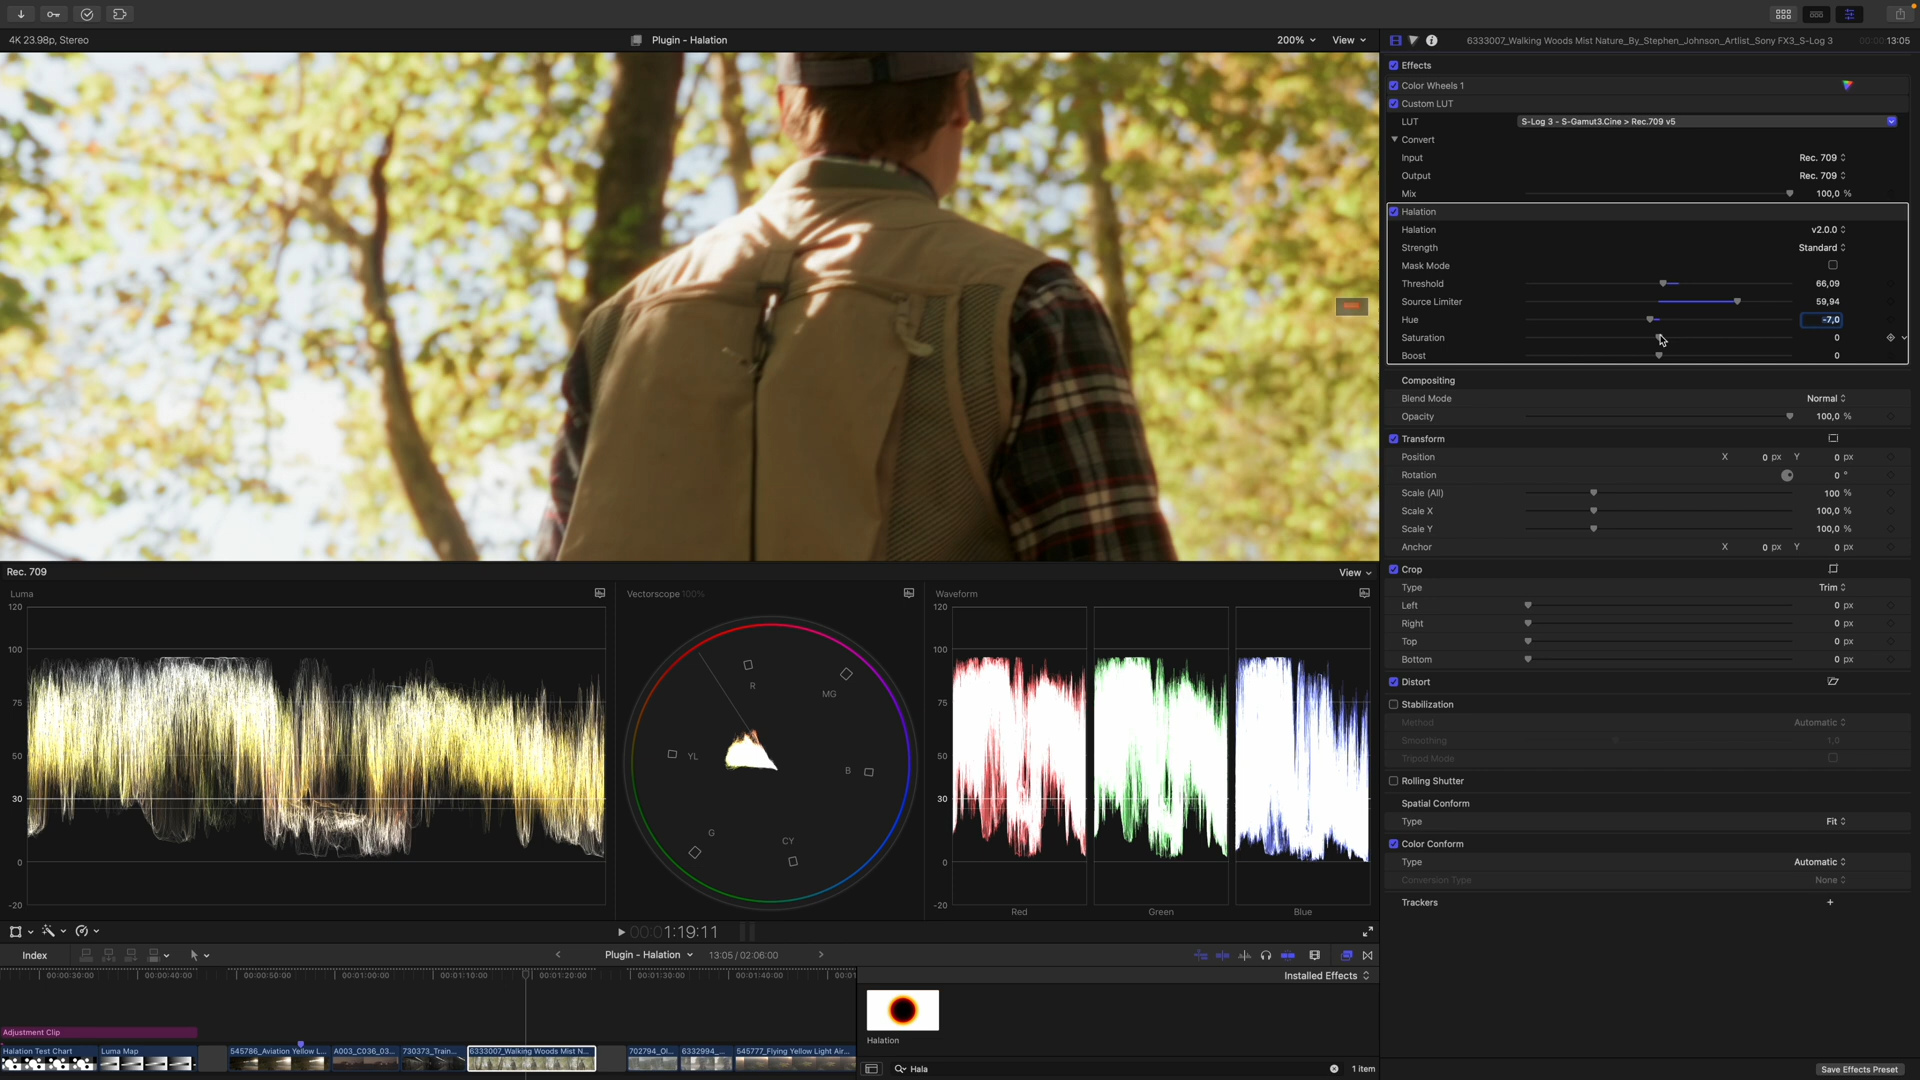 4K 23.98p, Stereo
Plugin - Halation
200%
View
6333007_Walking Woods Mist Nature_By_Stephen_Johnson_Artlist_Sony FX3_S-Log 3
00:00:13:05
Effects
Color Wheels 1
Custom LUT
LUT
S-Log 3 - S-Gamut3.Cine > Rec.709 v5
Convert
Input
Rec. 709
Output
Rec. 709
Mix
100,0 %
Halation
Halation
v2.0.0
Strength
Standard
Mask Mode
Threshold
66,09
Source Limiter
59,94
Hue
-7,0
Saturation
0
Boost
0
Compositing
Blend Mode
Normal
Opacity
100,0 %
Transform
Position
X 0 px Y 0 px
Rotation
0 °
Scale (All)
100 %
Scale X
100,0 %
Scale Y
100,0 %
Anchor
X 0 px Y 0 px
Crop
Type
Trim
Left
0 px
Right
0 px
Top
0 px
Bottom
0 px
Distort
Stabilization
Method
Automatic
Smoothing
1,0
Tripod Mode
Rolling Shutter
Spatial Conform
Type
Fit
Color Conform
Type
Automatic
Conversion Type
None
Trackers
+
Save Effects Preset
Rec. 709
View
Luma
120
100
75
50
30
0
-20
Vectorscope 100%
R
MG
B
CY
G
YL
Waveform
120
100
75
50
30
0
-20
Red
Green
Blue
00:01:19:11
Index
Plugin - Halation
13:05 / 02:06:00
00:00:30:00
00:00:40:00
00:00:50:00
00:01:00:00
00:01:10:00
00:01:20:00
00:01:30:00
00:01:40:00
00:01
Installed Effects
Adjustment Clip
Halation Test Chart
Luma Map
545786_Aviation Yellow L...
A003_C036_03...
730373_Train...
6333007_Walking Woods Mist N...
702794_Ol...
6332994_...
545777_Flying Yellow Light Air...
Halation
Hala
1 item